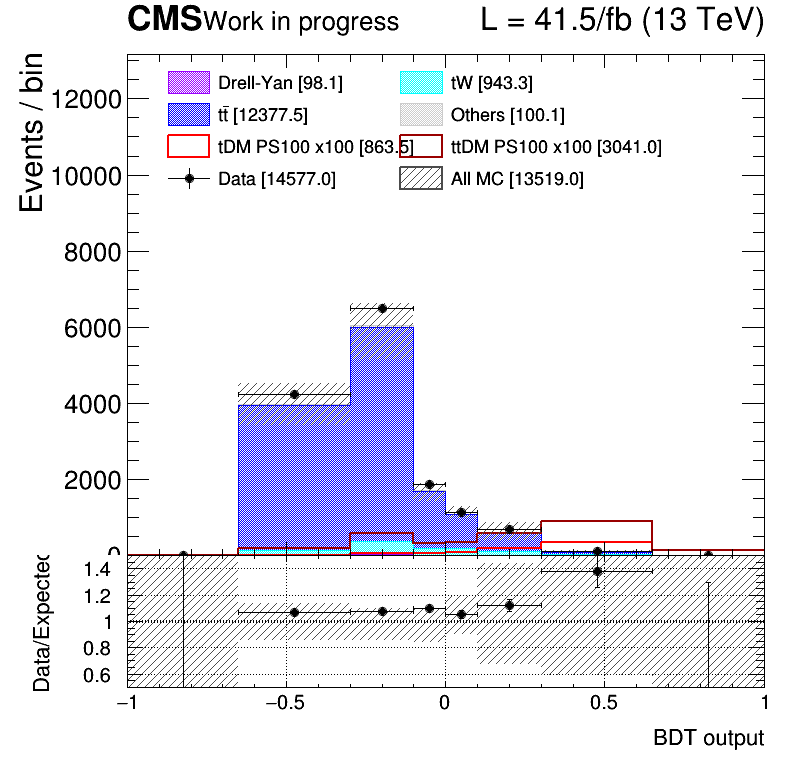 CMS Work in progress L = 41.5/fb (13 TeV)
Events / bin
Drell-Yan [98.1] tW [943.3]
tt̄ [12377.5] Others [100.1]
tDM PS100 x100 [863.5] ttDM PS100 x100 [3041.0]
Data [14577.0] All MC [13519.0]
12000
10000
8000
6000
4000
2000
0
Data/Expected
1.4
1.2
1
0.8
0.6
−1 −0.5 0 0.5 1
BDT output